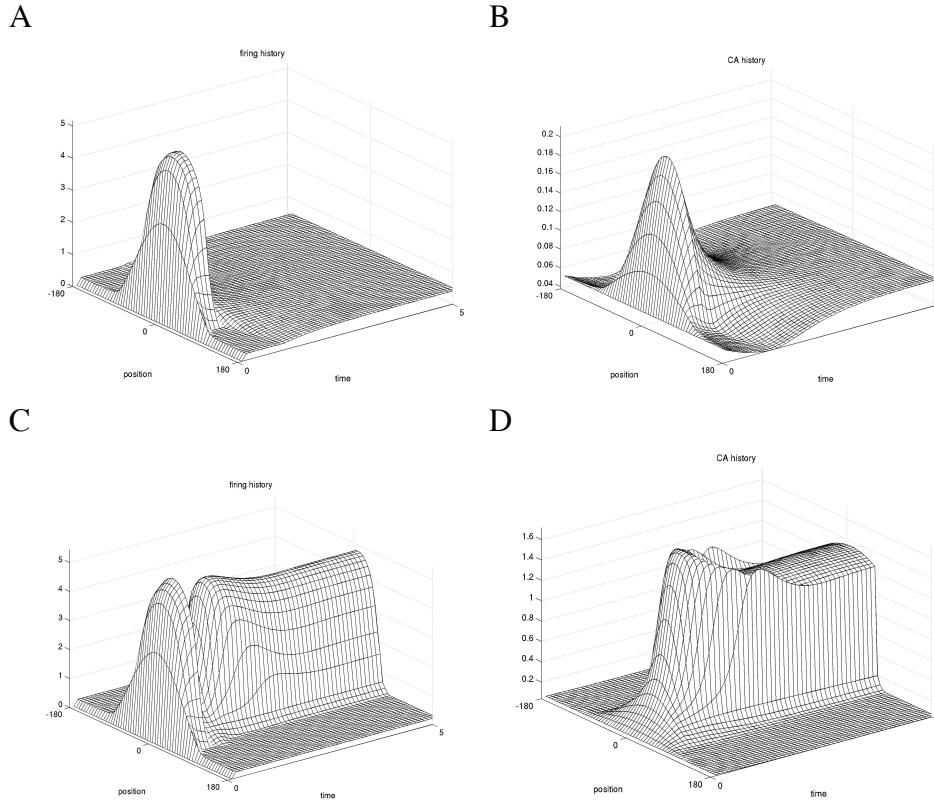 A
B
firing history
CA history
5
4
3
2
1
0
-180
0
180
position
0
time
5
0.2
0.18
0.16
0.14
0.12
0.1
0.08
0.06
0.04
-180
0
180
position
0
time
C
D
firing history
CA history
5
4
3
2
1
0
-180
0
180
position
0
time
5
1.6
1.4
1.2
1
0.8
0.6
0.4
0.2
-180
0
180
position
0
time